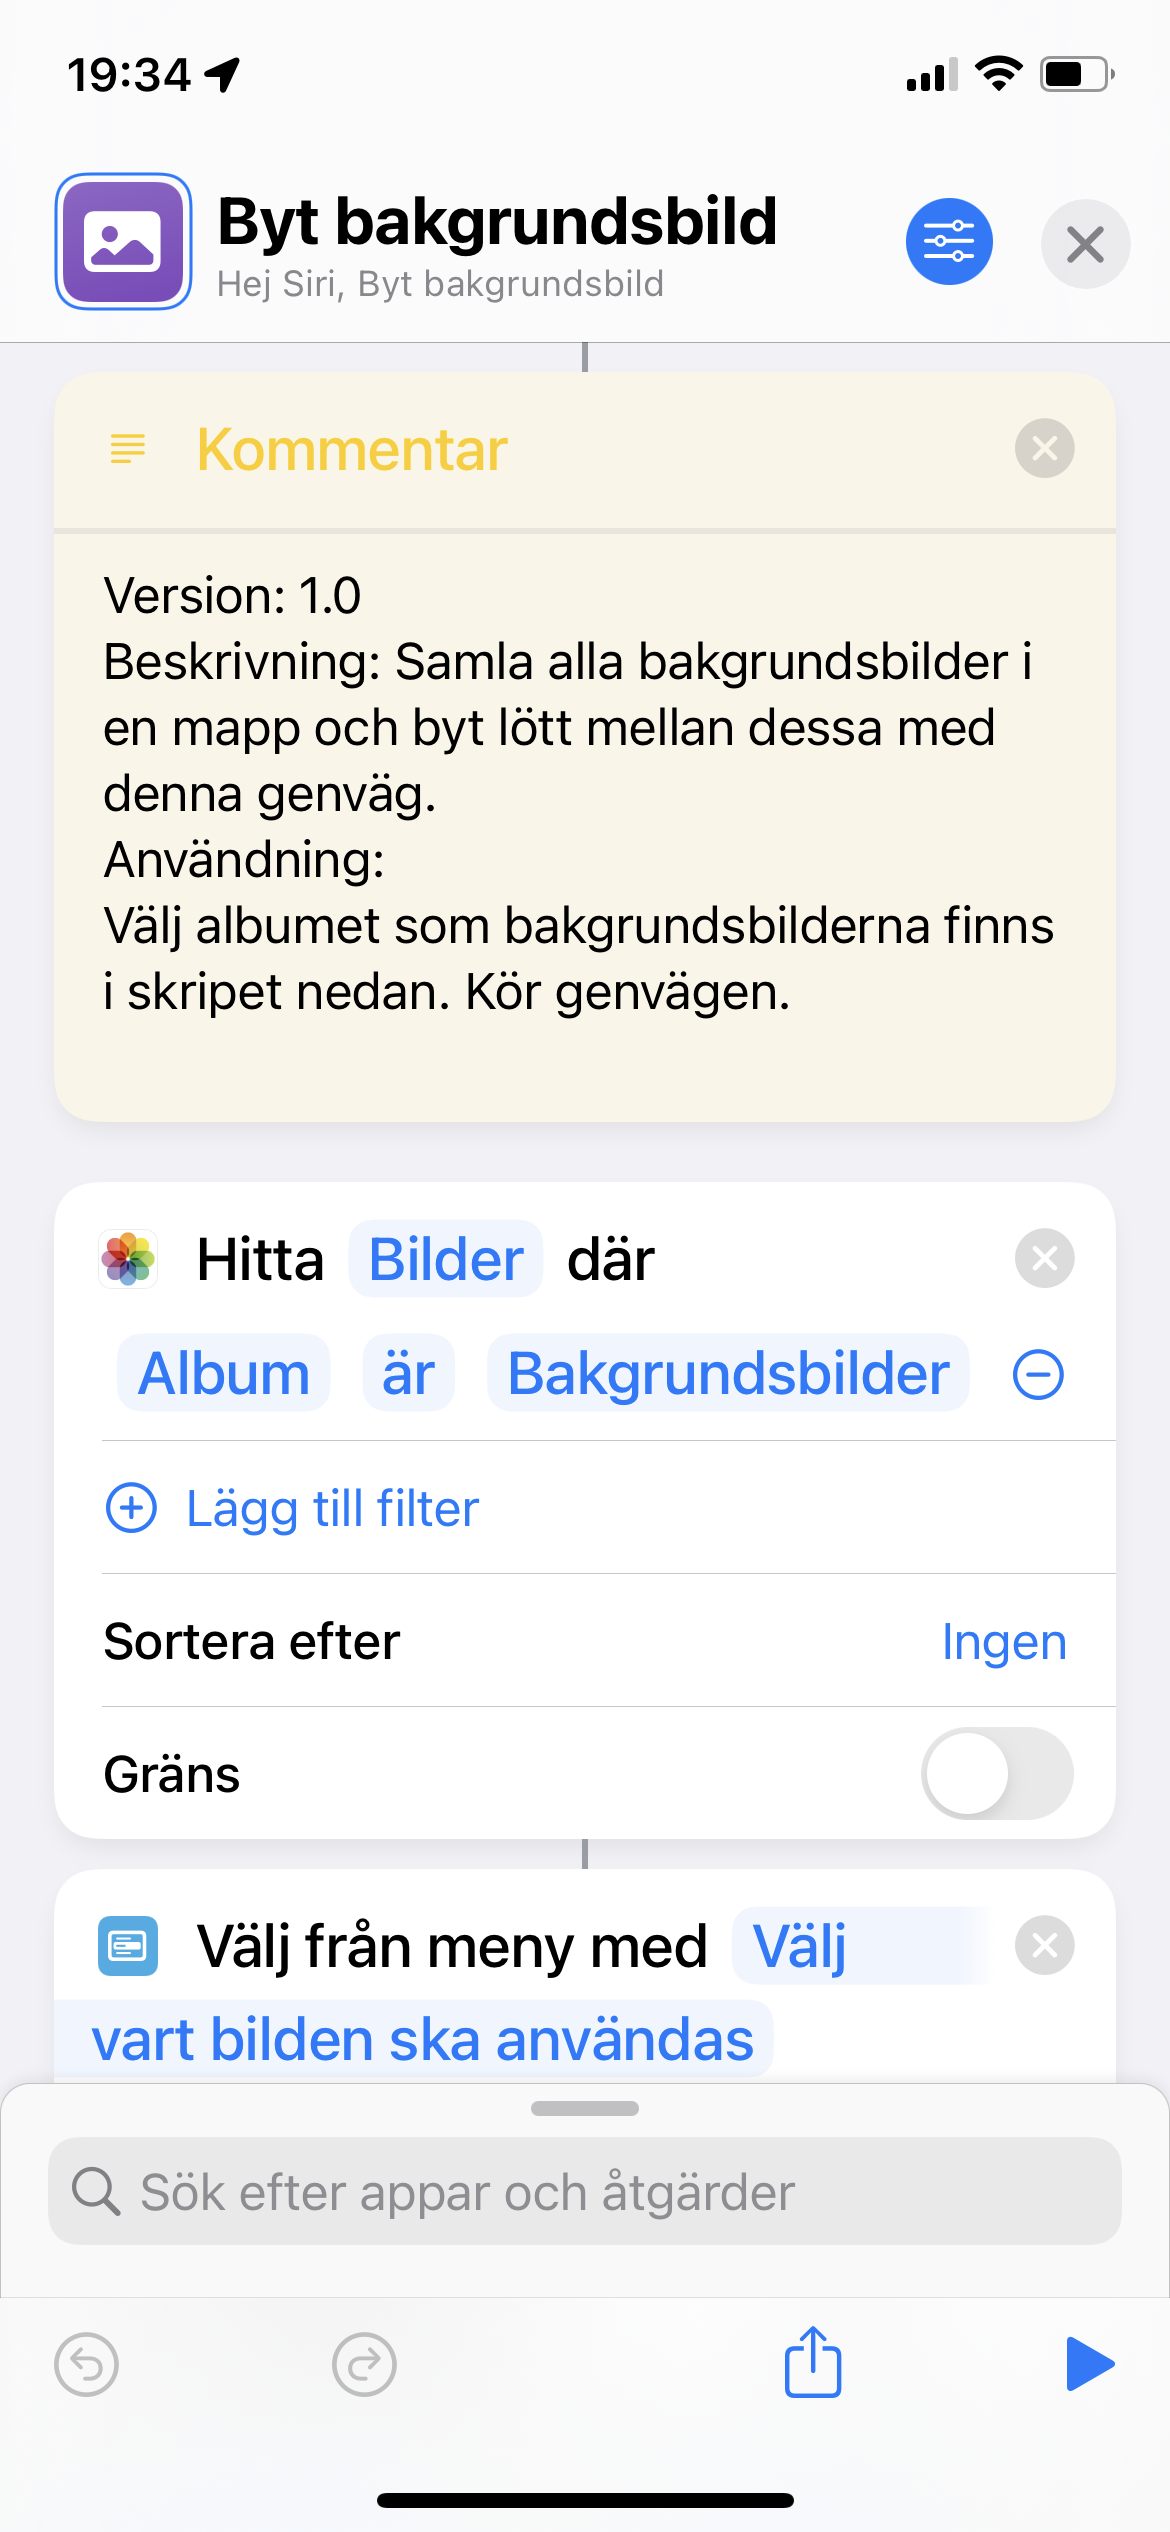 19:34
Byt bakgrundsbild
Hej Siri, Byt bakgrundsbild
Kommentar
Version: 1.0
Beskrivning: Samla alla bakgrundsbilder i
en mapp och byt lött mellan dessa med
denna genväg.
Användning:
Välj albumet som bakgrundsbilderna finns
i skripet nedan. Kör genvägen.
Hitta Bilder där
Album är Bakgrundsbilder
Lägg till filter
Sortera efter Ingen
Gräns
Välj från meny med Välj
vart bilden ska användas
Sök efter appar och åtgärder